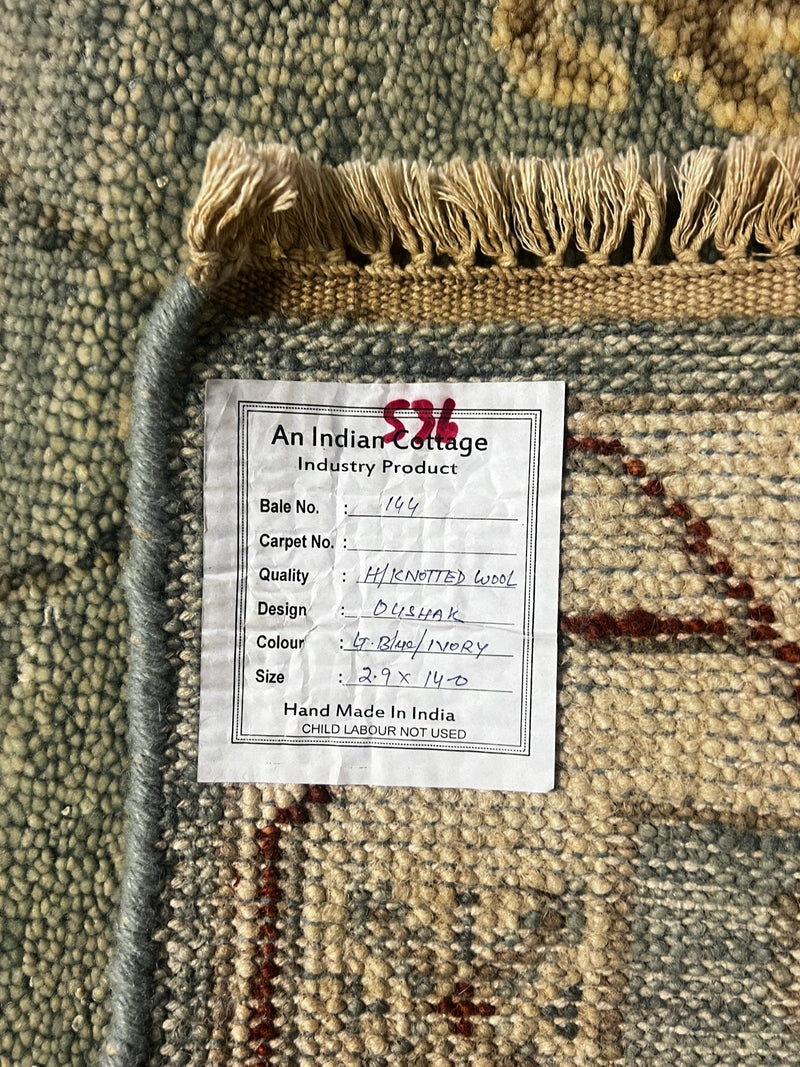 536
An Indian Cottage
Industry Product
Bale No. : 144
Carpet No. :
Quality : H/KNOTTED WOOL
Design : OUSHAK
Colour : LT. Blue/IVORY
Size : 2.9 x 14-0
Hand Made In India
CHILD LABOUR NOT USED